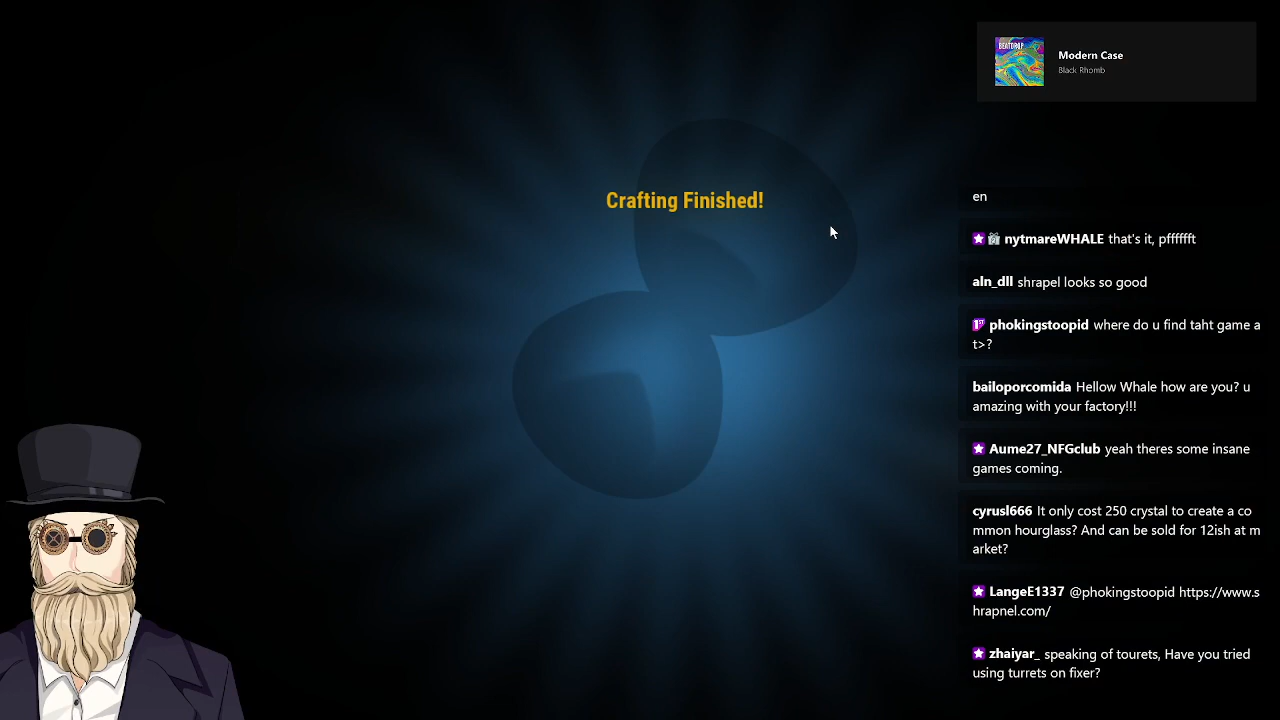 BEATDROP
Modern Case
Black Rhomb
Crafting Finished!
en
nytmareWHALE that's it, pffffff
aln_dll shrapel looks so good
phokingstoopid where do u find taht game a
t>?
bailoporcomida Hellow Whale how are you? u
amazing with your factory!!!
Aume27_NFGclub yeah theres some insane
games coming.
cyrusl666 It only cost 250 crystal to create a co
mmon hourglass? And can be sold for 12ish at m
arket?
LangeE1337 @phokingstoopid https://www.s
hrapnel.com/
zhaiyar_ speaking of tourets, Have you tried
using turrets on fixer?